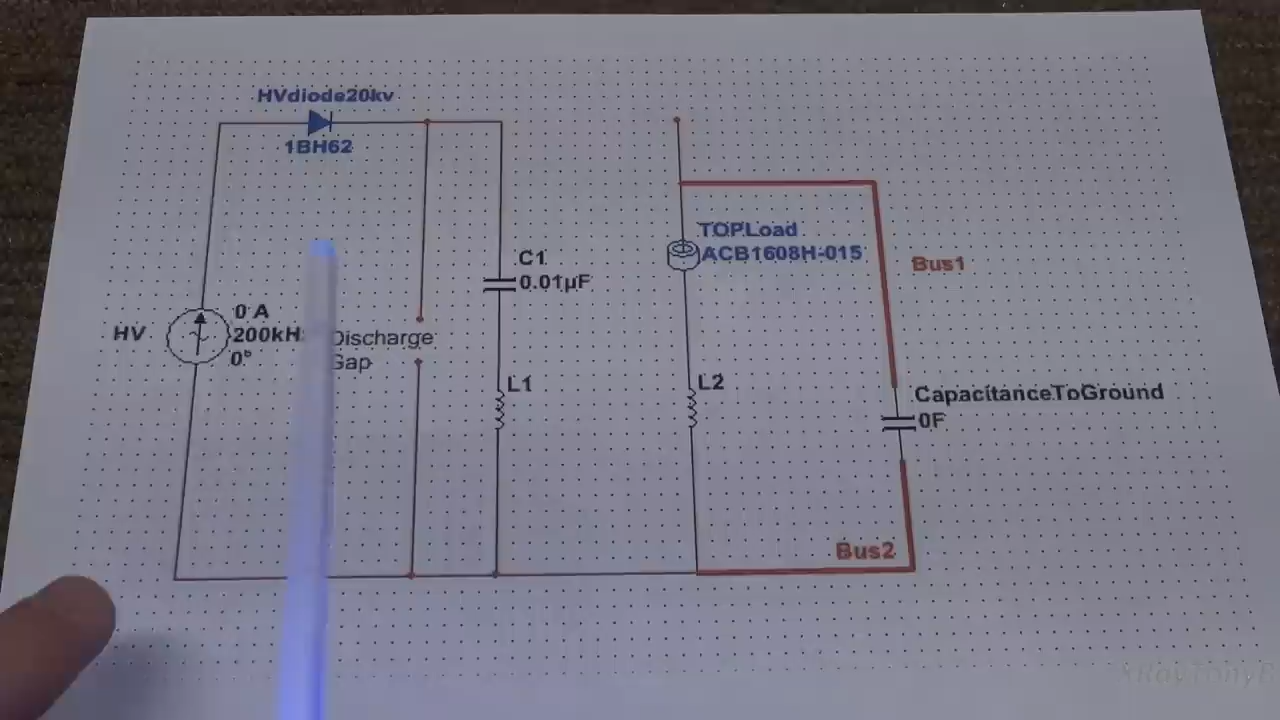 HVdiode20kv
1BH62
C1
0.01µF
TOPLoad
ACB1608H-015
Bus1
HV
0 A
200kH
0°
Discharge
Gap
L1
L2
CapacitanceToGround
0F
Bus2